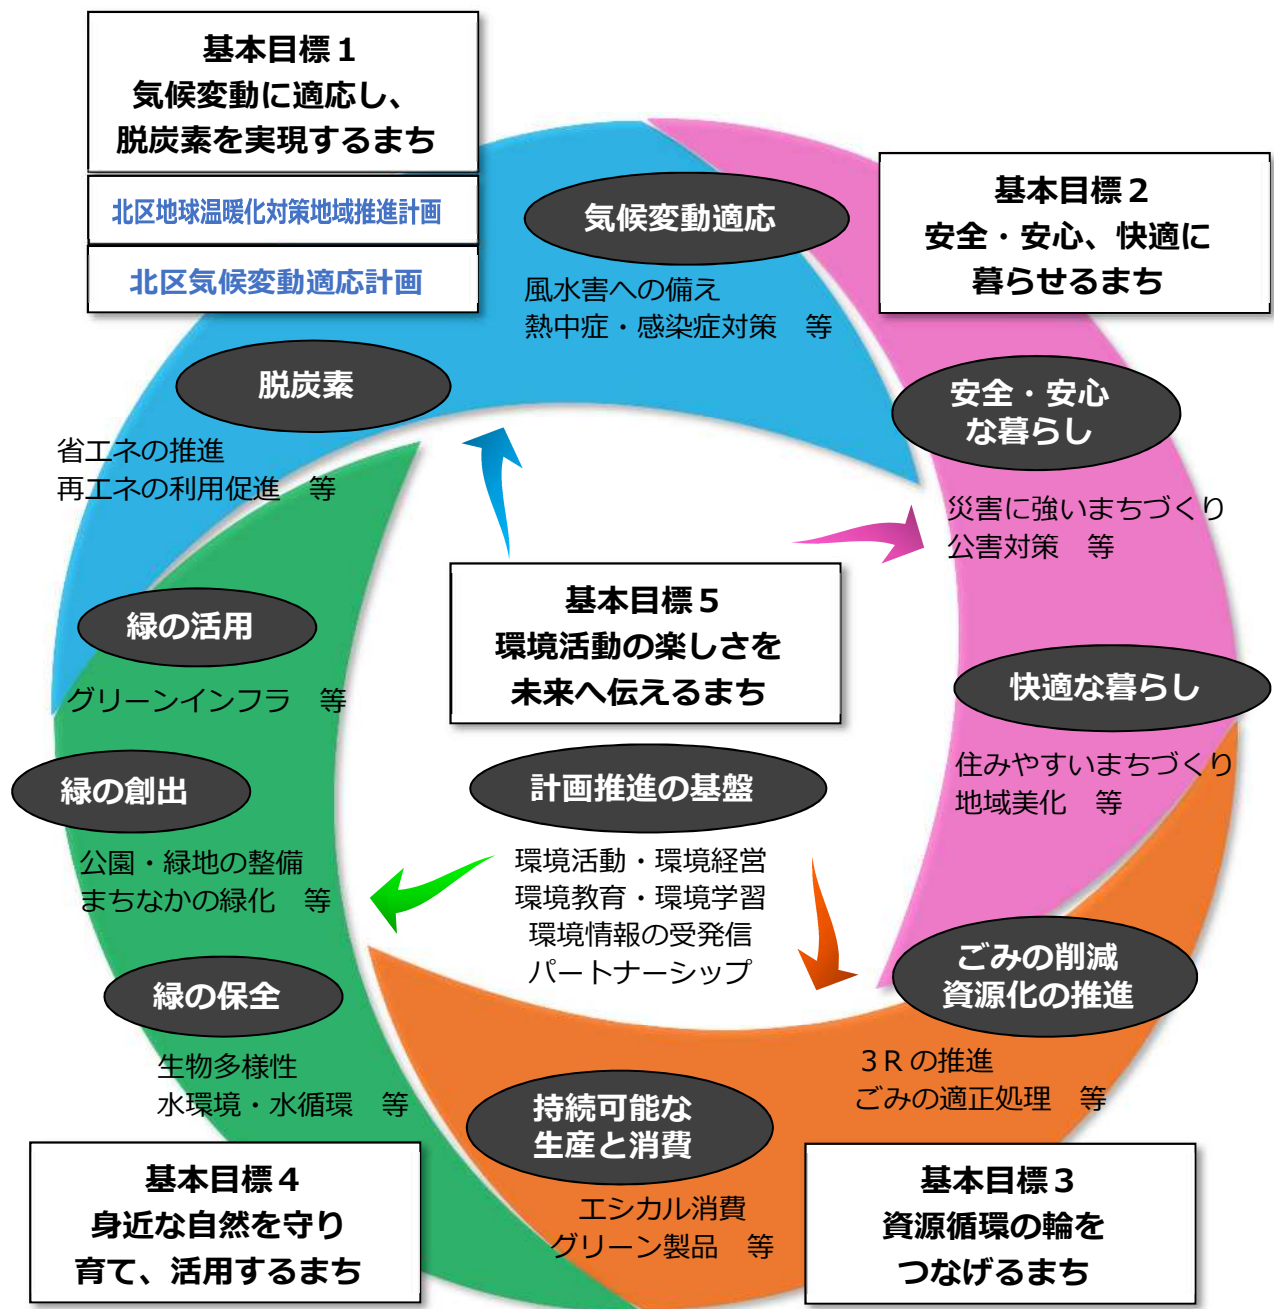 基本目標１
気候変動に適応し、
脱炭素を実現するまち
北区地球温暖化対策地域推進計画
北区気候変動適応計画
気候変動適応
風水害への備え
熱中症・感染症対策　等
脱炭素
省エネの推進
再エネの利用促進　等
基本目標２
安全・安心、快適に
暮らせるまち
安全・安心
な暮らし
災害に強いまちづくり
公害対策　等
快適な暮らし
住みやすいまちづくり
地域美化　等
基本目標５
環境活動の楽しさを
未来へ伝えるまち
計画推進の基盤
環境活動・環境経営
環境教育・環境学習
環境情報の受発信
パートナーシップ
緑の活用
グリーンインフラ　等
緑の創出
公園・緑地の整備
まちなかの緑化　等
緑の保全
生物多様性
水環境・水循環　等
基本目標４
身近な自然を守り
育て、活用するまち
ごみの削減
資源化の推進
３Ｒの推進
ごみの適正処理　等
持続可能な
生産と消費
エシカル消費
グリーン製品　等
基本目標３
資源循環の輪を
つなげるまち